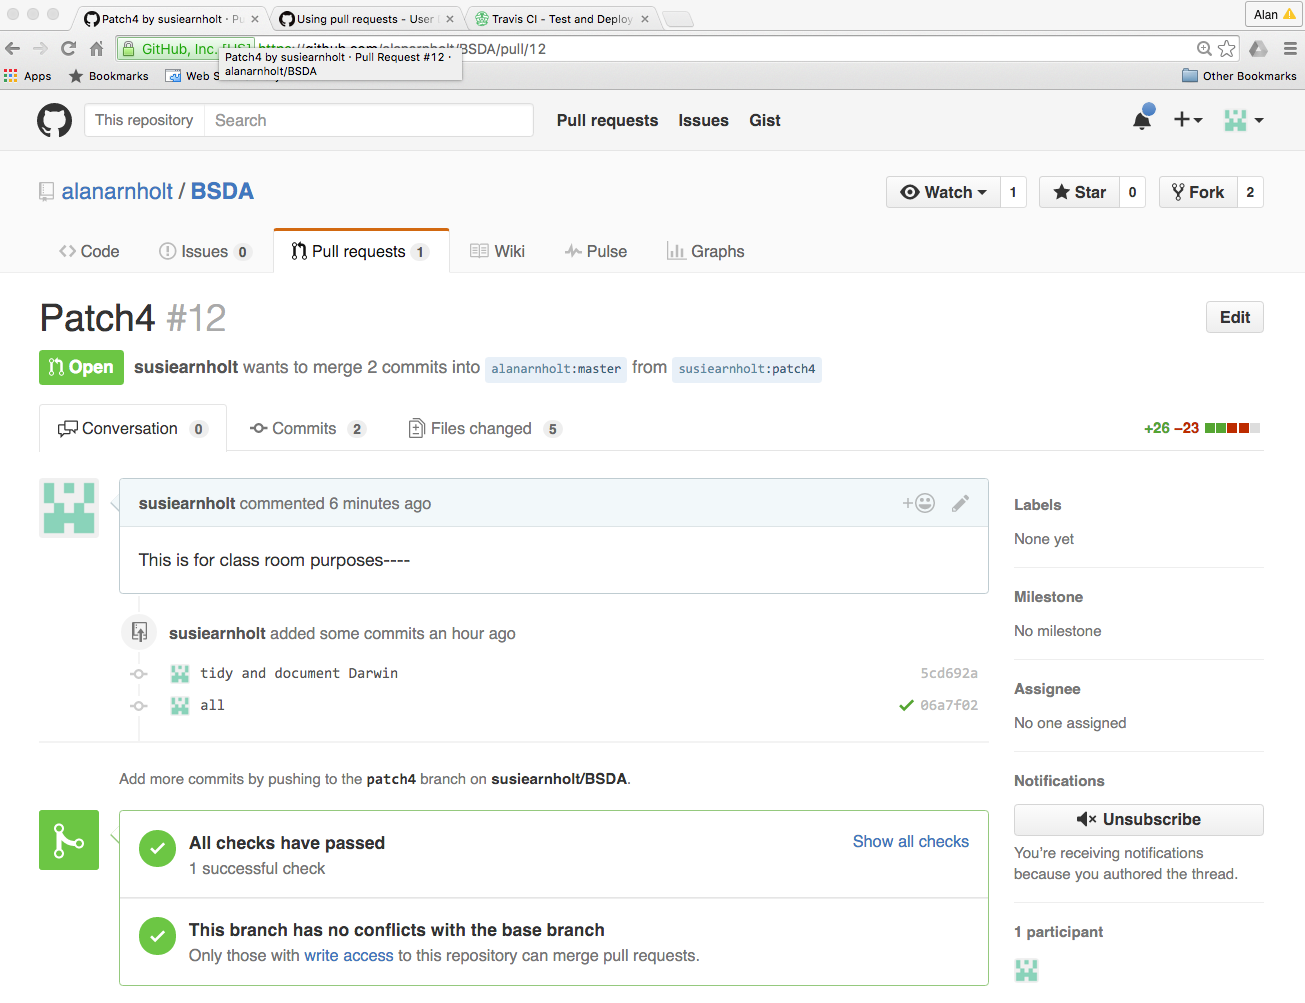 Patch4 by susiearnholt · Pu
Using pull requests - User
Travis CI - Test and Deploy
Alan
GitHub, Inc. [US] https://github.com/alanarnholt/BSDA/pull/12
Patch4 by susiearnholt · Pull Request #12 ·
alanarnholt/BSDA
Apps Bookmarks Web S Other Bookmarks
This repository Search Pull requests Issues Gist
alanarnholt / BSDA Watch 1 Star 0 Fork 2
Code Issues 0 Pull requests 1 Wiki Pulse Graphs
Patch4 #12 Edit
Open susiearnholt wants to merge 2 commits into alanarnholt:master from susiearnholt:patch4
Conversation 0 Commits 2 Files changed 5 +26 −23
susiearnholt commented 6 minutes ago
This is for class room purposes----
susiearnholt added some commits an hour ago
tidy and document Darwin 5cd692a
all 06a7f02
Add more commits by pushing to the patch4 branch on susiearnholt/BSDA.
All checks have passed Show all checks
1 successful check
This branch has no conflicts with the base branch
Only those with write access to this repository can merge pull requests.
Labels
None yet
Milestone
No milestone
Assignee
No one assigned
Notifications
Unsubscribe
You're receiving notifications
because you authored the thread.
1 participant